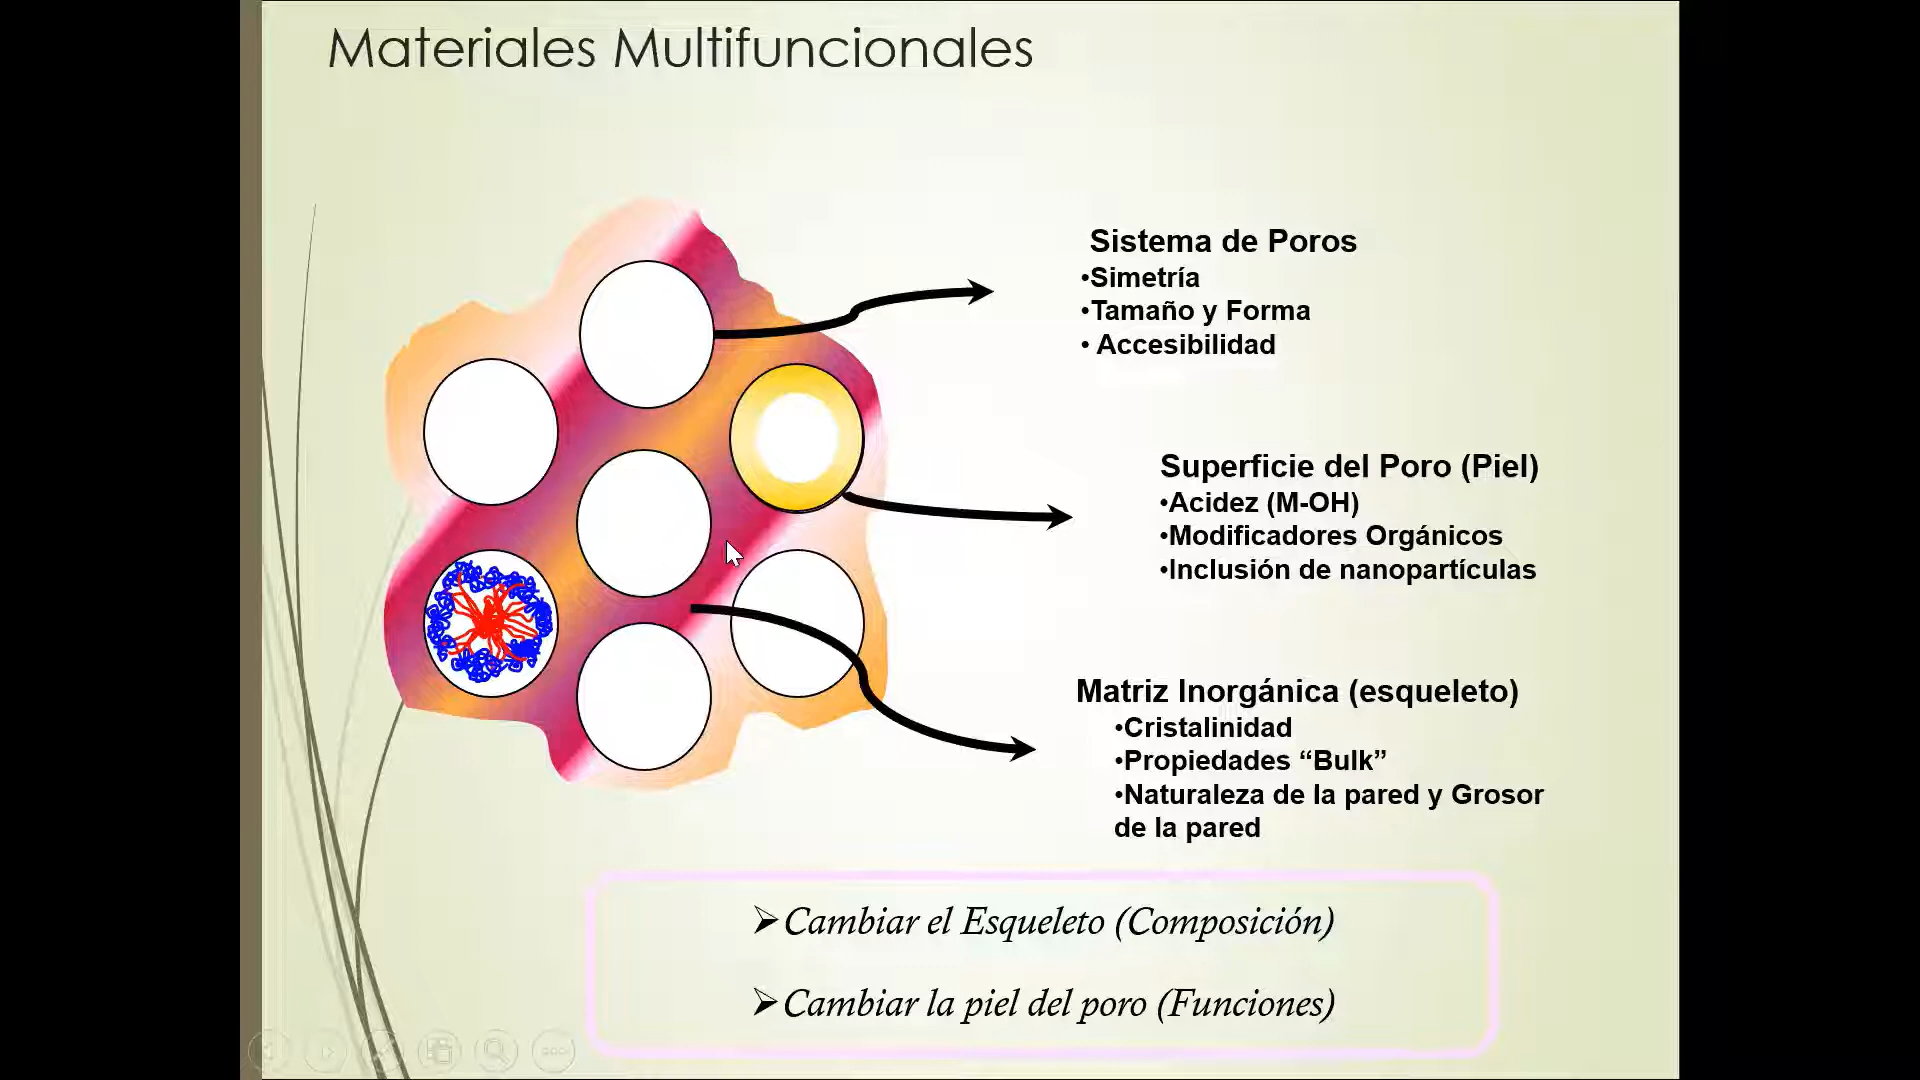 Materiales Multifuncionales
Sistema de Poros
•Simetría
•Tamaño y Forma
• Accesibilidad
Superficie del Poro (Piel)
•Acidez (M-OH)
•Modificadores Orgánicos
•Inclusión de nanopartículas
Matriz Inorgánica (esqueleto)
•Cristalinidad
•Propiedades “Bulk”
•Naturaleza de la pared y Grosor
de la pared
➢Cambiar el Esqueleto (Composición)
➢Cambiar la piel del poro (Funciones)